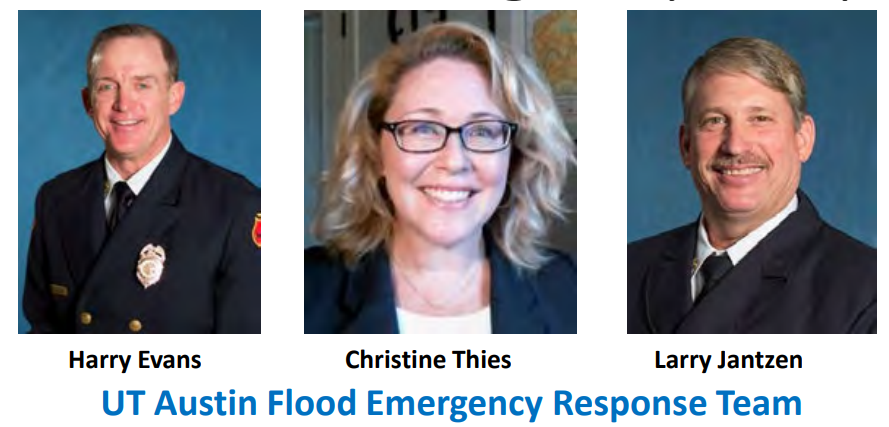 Harry Evans
Christine Thies
Larry Jantzen
UT Austin Flood Emergency Response Team